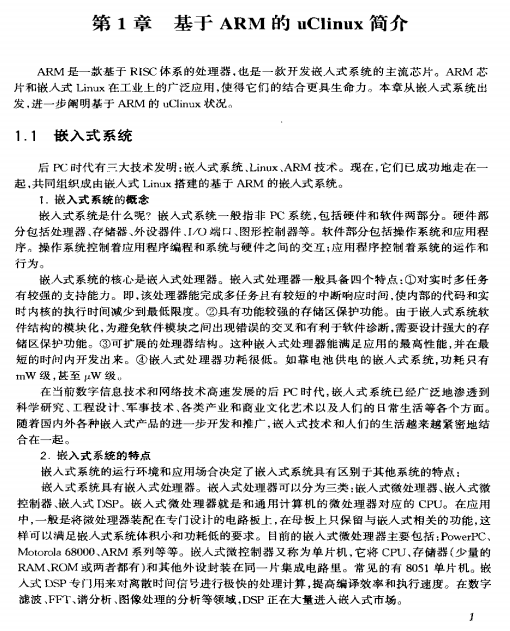 第 1 章 基于 ARM 的 uClinux 简介
ARM 是一款基于 RISC 体系的处理器,也是一款开发嵌入式系统的主流芯片。ARM 芯
片和嵌入式 Linux 在工业上的广泛应用,使得它们的结合更具生命力。本章从嵌入式系统出
发,进一步阐明基于 ARM 的 uClinux 状况。
1.1 嵌入式系统
后 PC 时代有三大技术发明:嵌入式系统、Linux、ARM 技术。现在,它们已成功地走在一
起,共同组织成由嵌入式 Linux 搭建的基于 ARM 的嵌入式系统。
1. 嵌入式系统的概念
嵌入式系统是什么呢? 嵌入式系统一般指非 PC 系统,包括硬件和软件两部分。硬件部
分包括处理器、存储器、外设器件、I/O 端口、图形控制器等。软件部分包括操作系统和应用程
序。操作系统控制着应用程序编程和系统与硬件之间的交互;应用程序控制着系统的运作和
行为。
嵌入式系统的核心是嵌入式处理器。嵌入式处理器一般具备四个特点:①对实时多任务
有较强的支持能力。即,该处理器能完成多任务且有较短的中断响应时间,使内部的代码和实
时内核的执行时间减少到最低限度。②具有功能较强的存储区保护功能。由于嵌入式系统软
件结构的模块化,为避免软件模块之间出现错误的交叉和有利于软件诊断,需要设计强大的存
储区保护功能。③可扩展的处理器结构。这种嵌入式处理器能满足应用的最高性能,并在最
短的时间内开发出来。④嵌入式处理器功耗很低。如靠电池供电的嵌入式系统,功耗只有
mW 级,甚至 μW 级。
在当前数字信息技术和网络技术高速发展的后 PC 时代,嵌入式系统已经广泛地渗透到
科学研究、工程设计、军事技术、各类产业和商业文化艺术以及人们的日常生活等各个方面。
随着国内外各种嵌入式产品的进一步开发和推广,嵌入式技术和人们的生活越来越紧密地结
合在一起。
2. 嵌入式系统的特点
嵌入式系统的运行环境和应用场合决定了嵌入式系统具有区别于其他系统的特点:
嵌入式系统具有嵌入式处理器。嵌入式处理器可以分为三类:嵌入式微处理器、嵌入式微
控制器、嵌入式 DSP。嵌入式微处理器就是和通用计算机的微处理器对应的 CPU。在应用
中,一般是将微处理器装配在专门设计的电路板上,在母板上只保留与嵌入式相关的功能,这
样可以满足嵌入式系统体积小和功耗低的要求。目前的嵌入式微处理器主要包括:PowerPC、
Motorola 68000、ARM 系列等等。嵌入式微控制器又称为单片机,它将 CPU、存储器(少量的
RAM、ROM 或两者都有)和其他外设封装在同一片集成电路里。常见的有 8051 单片机。嵌
入式 DSP 专门用来对离散时间信号进行极快的处理计算,提高编译效率和执行速度。在数字
滤波、FFT、谱分析、图像处理的分析等领域,DSP 正在大量进入嵌入式市场。
1